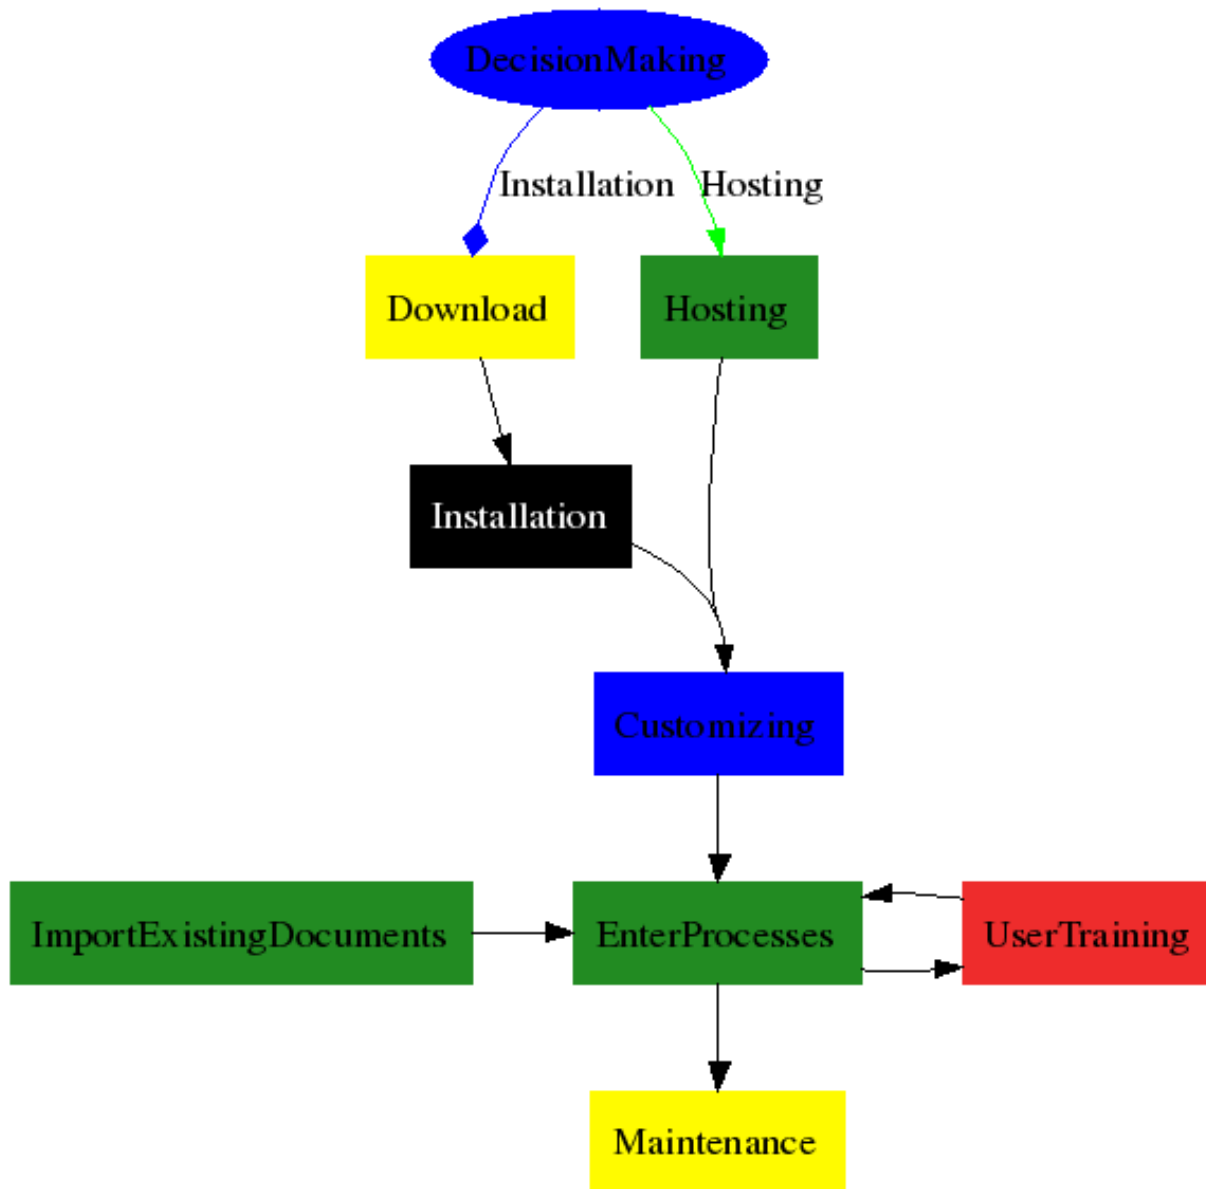 DecisionMaking
Installation
Hosting
Download
Hosting
Installation
Customizing
ImportExistingDocuments
EnterProcesses
UserTraining
Maintenance